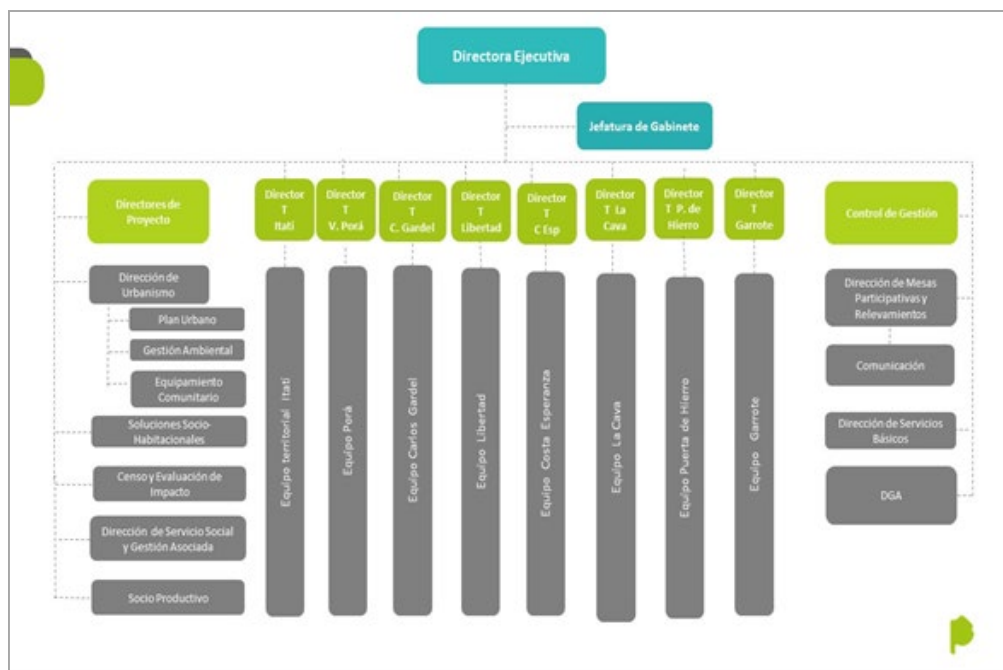 Directora Ejecutiva
Jefatura de Gabinete
Directores de
Proyecto
Director
T
Itatí
Director
T
V. Porá
Director
T
C. Gardel
Director
T
Libertad
Director
T
C Esp
Director
T La
Cava
Director
T P. de
Hierro
Director
T
Garrote
Control de Gestión
Dirección de
Urbanismo
Plan Urbano
Gestión Ambiental
Equipamiento
Comunitario
Soluciones Socio-
Habitacionales
Censo y Evaluación de
Impacto
Dirección de Servicio Social
y Gestión Asociada
Socio Productivo
Equipo territorial Itatí
Equipo Porá
Equipo Carlos Gardel
Equipo Libertad
Equipo Costa Esperanza
Equipo La Cava
Equipo Puerta de Hierro
Equipo Garrote
Dirección de Mesas
Participativas y
Relevamientos
Comunicación
Dirección de Servicios
Básicos
DGA